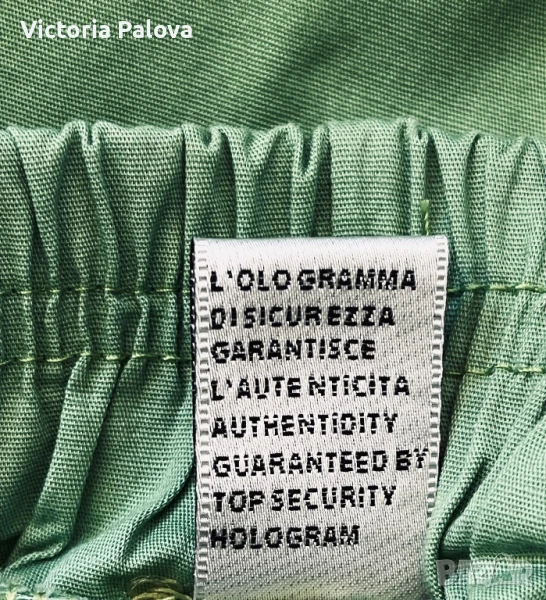 Victoria Palova
L'OLOGRAMMA
DI SICUREZZA
GARANTISCE
L'AUTENTICITA
AUTHENTIDITY
GUARANTEED BY
TOP SECURITY
HOLOGRAM